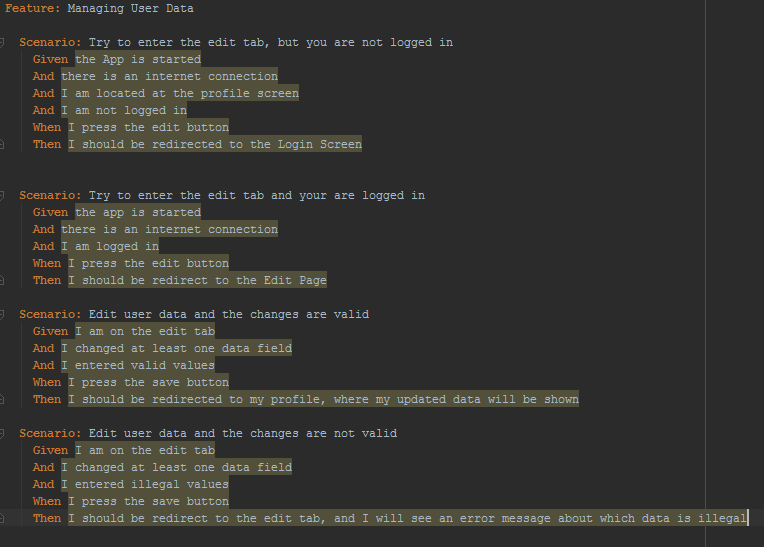 Feature: Managing User Data
Scenario: Try to enter the edit tab, but you are not logged in
Given the App is started
And there is an internet connection
And I am located at the profile screen
And I am not logged in
When I press the edit button
Then I should be redirected to the Login Screen
Scenario: Try to enter the edit tab and your are logged in
Given the app is started
And there is an internet connection
And I am logged in
When I press the edit button
Then I should be redirect to the Edit Page
Scenario: Edit user data and the changes are valid
Given I am on the edit tab
And I changed at least one data field
And I entered valid values
When I press the save button
Then I should be redirected to my profile, where my updated data will be shown
Scenario: Edit user data and the changes are not valid
Given I am on the edit tab
And I changed at least one data field
And I entered illegal values
When I press the save button
Then I should be redirect to the edit tab, and I will see an error message about which data is illegal